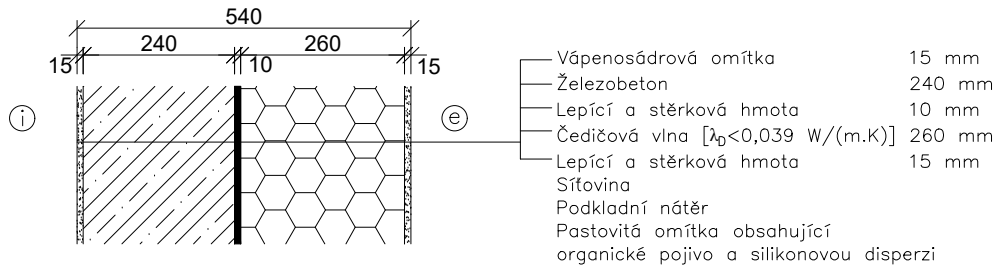 540
240 260
15 10 15
i e
Vápenosádrová omítka 15 mm
Železobeton 240 mm
Lepící a stěrková hmota 10 mm
Čedičová vlna [λD<0,039 W/(m.K)] 260 mm
Lepící a stěrková hmota 15 mm
Síťovina
Podkladní nátěr
Pastovitá omítka obsahující
organické pojivo a silikonovou disperzi